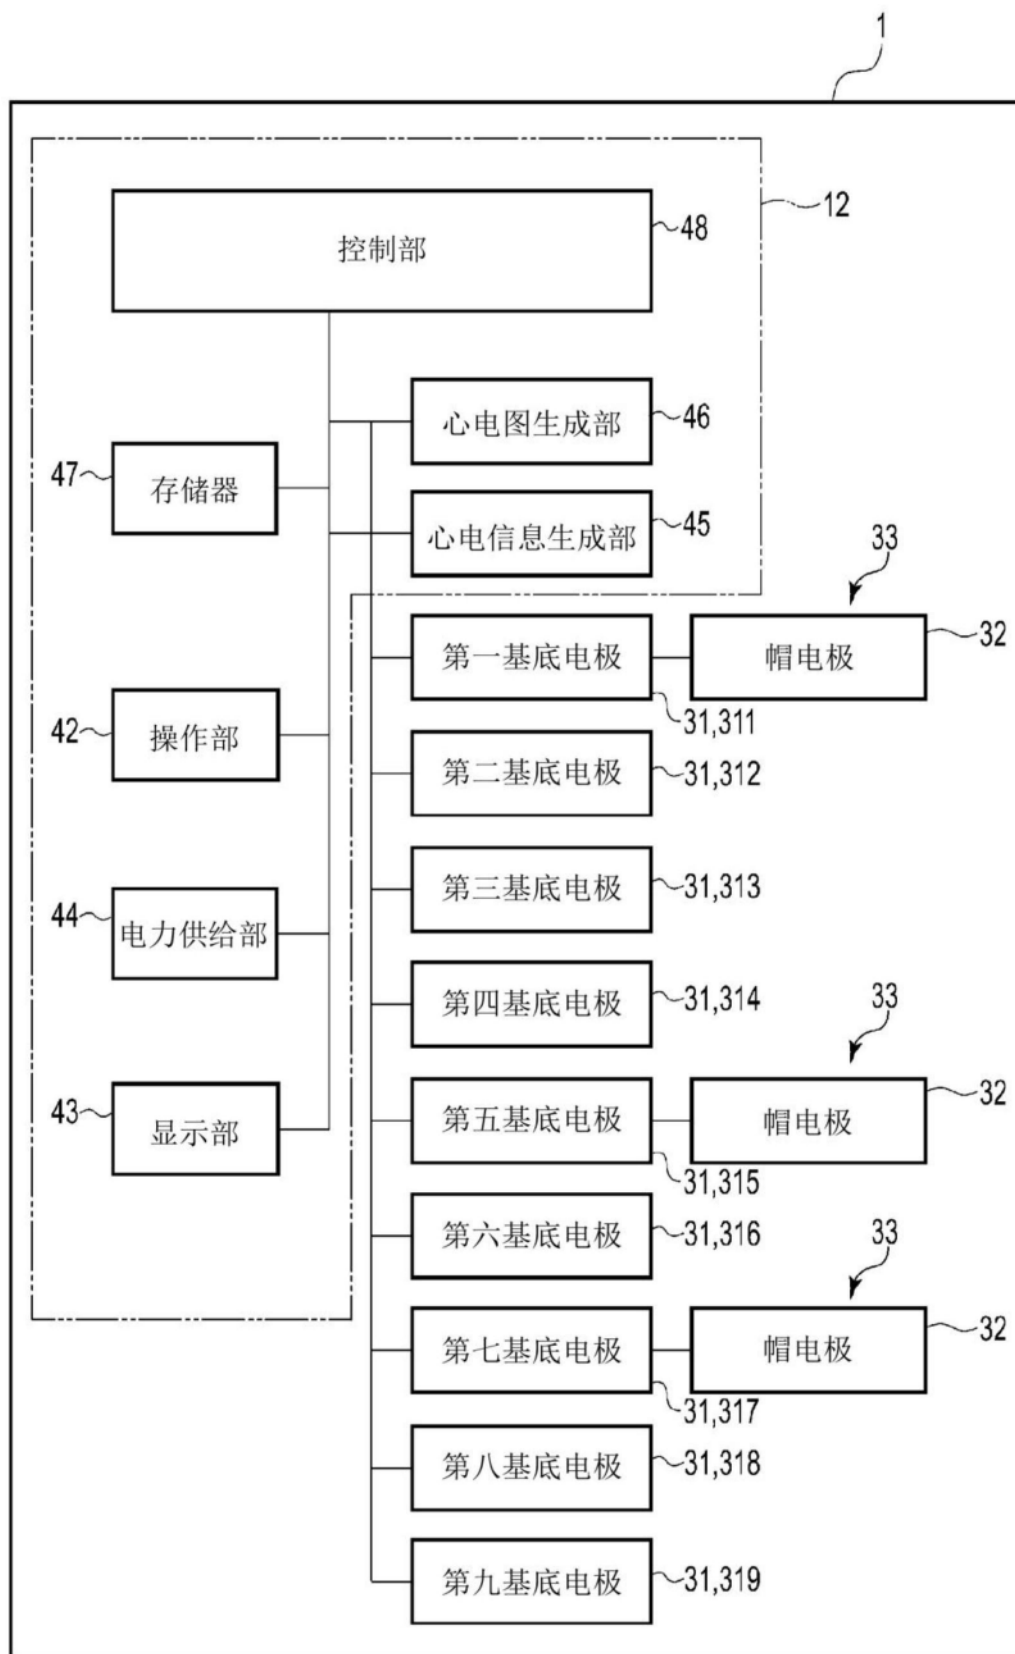 1
12
控制部
48
心电图生成部
46
47
存储器
心电信息生成部
45
33
第一基底电极
帽电极
32
31,311
42
操作部
第二基底电极
31,312
第三基底电极
31,313
44
电力供给部
第四基底电极
31,314
33
43
显示部
第五基底电极
帽电极
32
31,315
第六基底电极
31,316
33
第七基底电极
帽电极
32
31,317
第八基底电极
31,318
第九基底电极
31,319